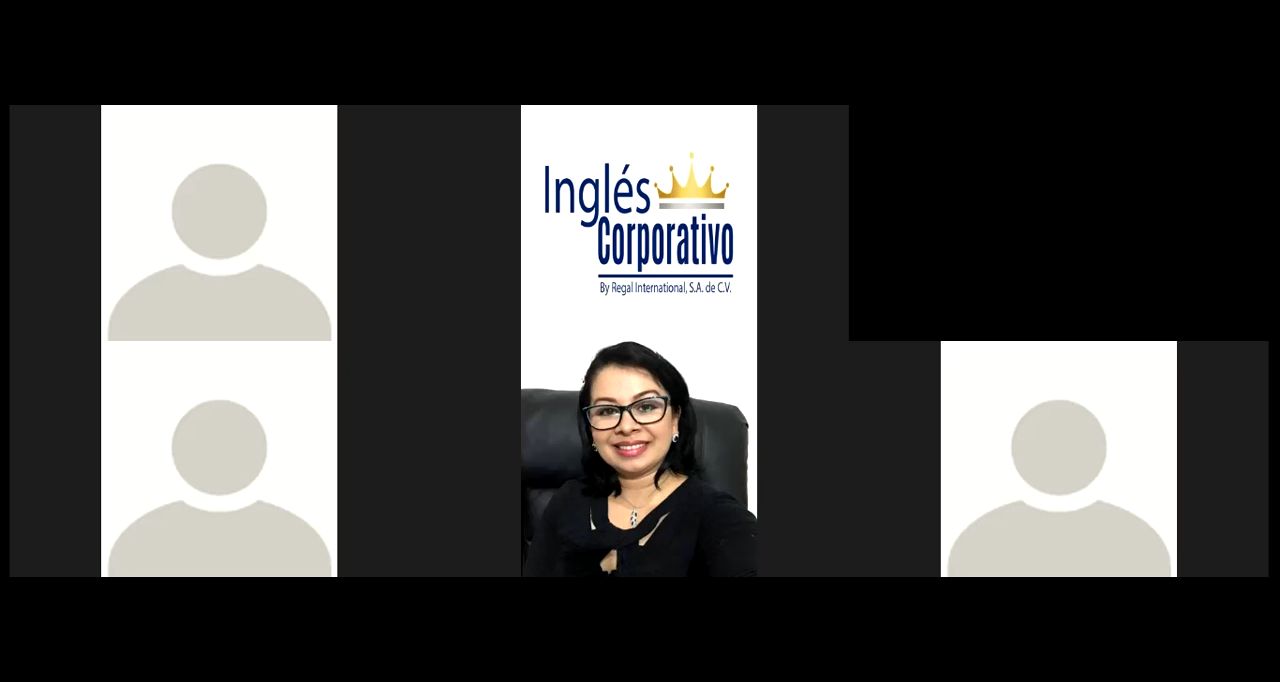 Inglés
Corporativo
By Regal International, S.A. de C.V.